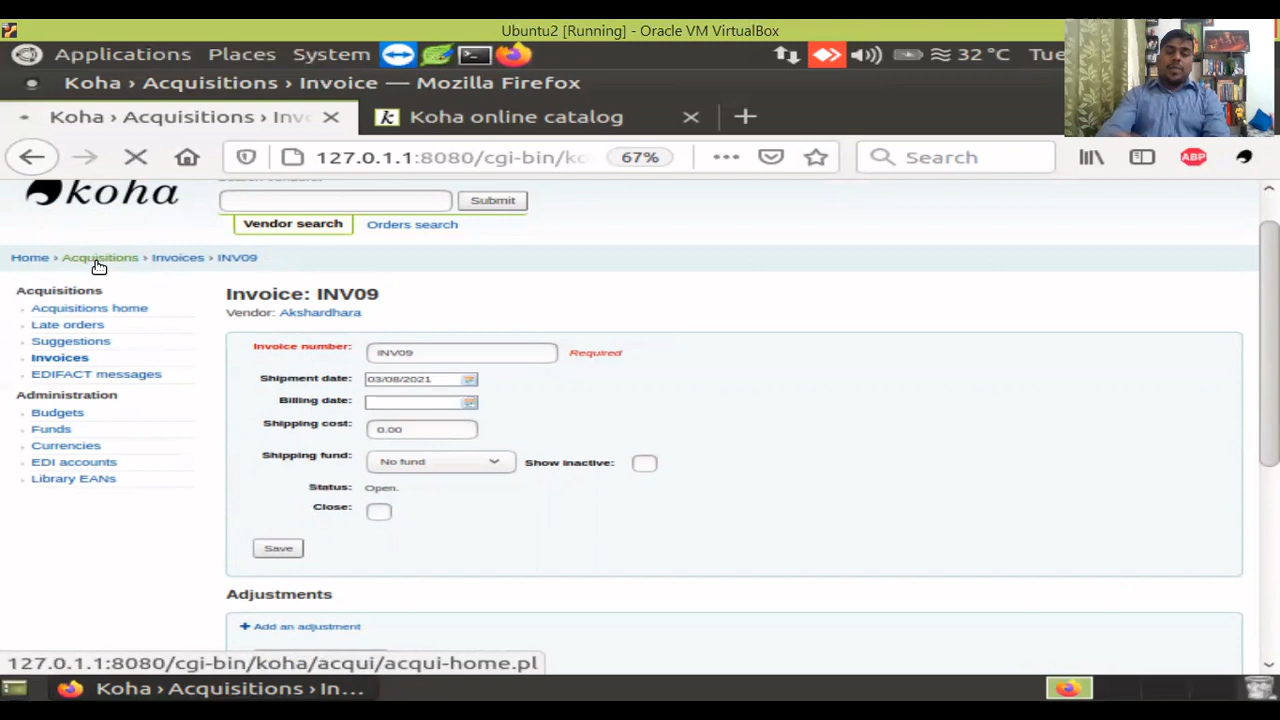 Ubuntu2 [Running] - Oracle VM VirtualBox
Applications Places System 32 °C Tue
Koha › Acquisitions › Invoice — Mozilla Firefox
Koha › Acquisitions › Inv
Koha online catalog
127.0.1.1:8080/cgi-bin/ko 67% Search ABP
koha
Submit
Vendor search Orders search
Home › Acquisitions › Invoices › INV09
Acquisitions
Acquisitions home
Late orders
Suggestions
Invoices
EDIFACT messages
Administration
Budgets
Funds
Currencies
EDI accounts
Library EANs
Invoice: INV09
Vendor: Akshardhara
Invoice number: INV09 Required
Shipment date: 03/08/2021
Billing date:
Shipping cost: 0.00
Shipping fund: No fund Show inactive:
Status: Open.
Close:
Save
Adjustments
+ Add an adjustment
127.0.1.1:8080/cgi-bin/koha/acqui/acqui-home.pl
Koha › Acquisitions › In...